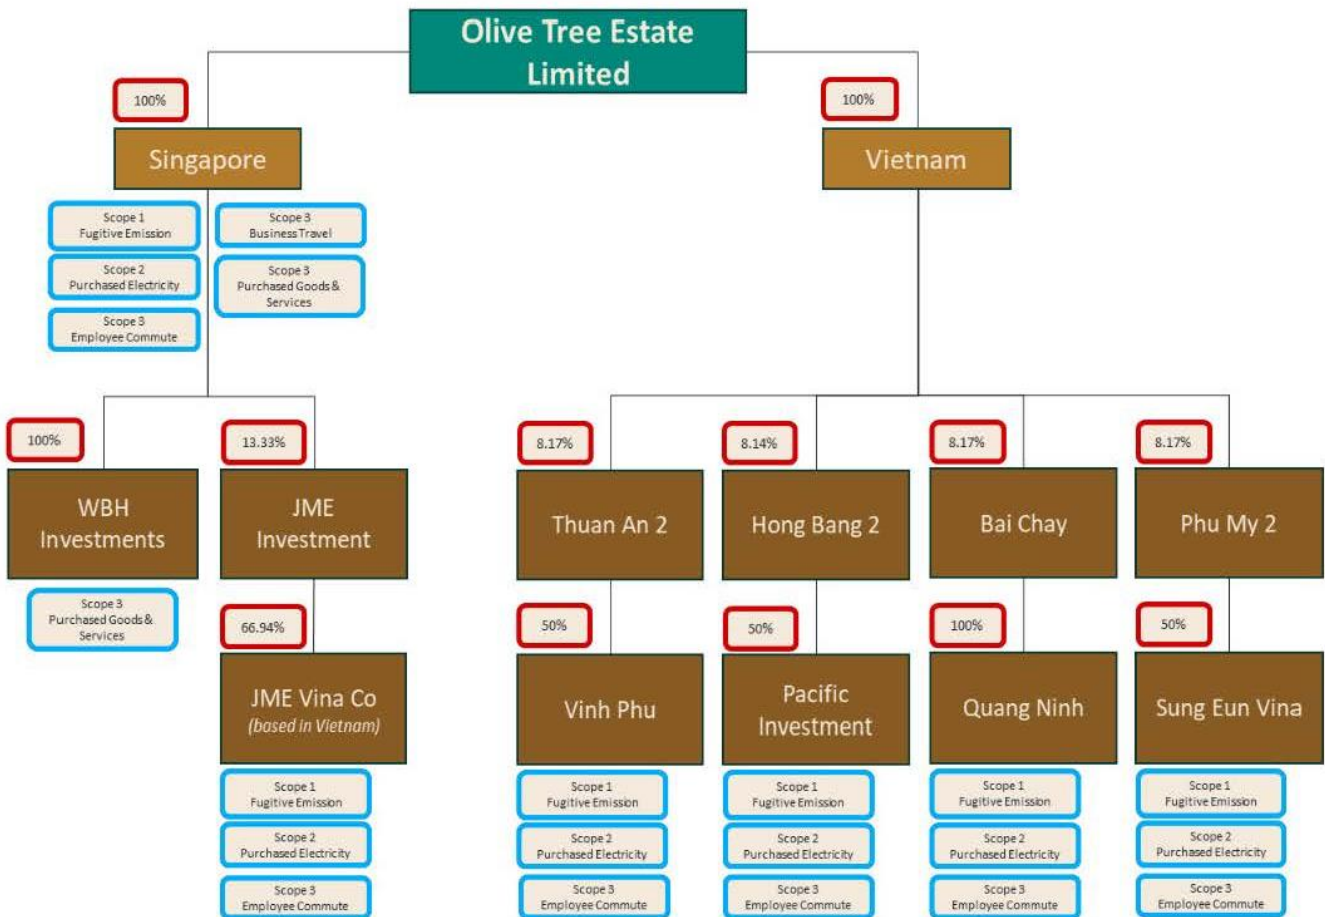 Olive Tree Estate
Limited
100%
100%
Singapore
Vietnam
Scope 1
Fugitive Emission
Scope 3
Business Travel
Scope 2
Purchased Electricity
Scope 3
Purchased Goods &
Services
Scope 3
Employee Commute
100%
13.33%
8.17%
8.14%
8.17%
8.17%
WBH
Investments
JME
Investment
Thuan An 2
Hong Bang 2
Bai Chay
Phu My 2
Scope 3
Purchased Goods &
Services
66.94%
50%
50%
100%
50%
JME Vina Co
(based in Vietnam)
Vinh Phu
Pacific
Investment
Quang Ninh
Sung Eun Vina
Scope 1
Fugitive Emission
Scope 2
Purchased Electricity
Scope 3
Employee Commute
Scope 1
Fugitive Emission
Scope 2
Purchased Electricity
Scope 3
Employee Commute
Scope 1
Fugitive Emission
Scope 2
Purchased Electricity
Scope 3
Employee Commute
Scope 1
Fugitive Emission
Scope 2
Purchased Electricity
Scope 3
Employee Commute
Scope 1
Fugitive Emission
Scope 2
Purchased Electricity
Scope 3
Employee Commute